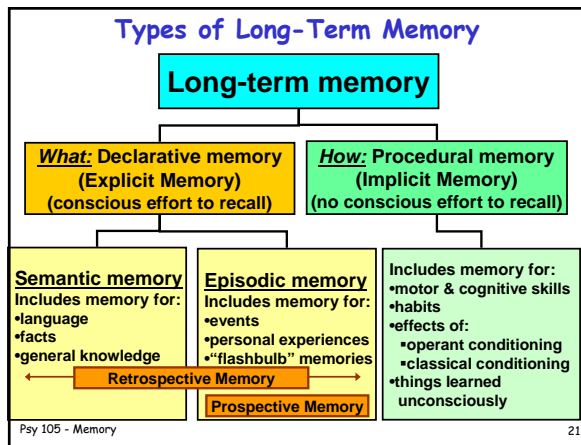 Types of Long-Term Memory
Long-term memory
What: Declarative memory
(Explicit Memory)
(conscious effort to recall)
How: Procedural memory
(Implicit Memory)
(no conscious effort to recall)
Semantic memory
Includes memory for:
•language
•facts
•general knowledge
Episodic memory
Includes memory for:
•events
•personal experiences
•“flashbulb” memories
Includes memory for:
•motor & cognitive skills
•habits
•effects of:
▪operant conditioning
▪classical conditioning
•things learned
unconsciously
Retrospective Memory
Prospective Memory
Psy 105 - Memory
21